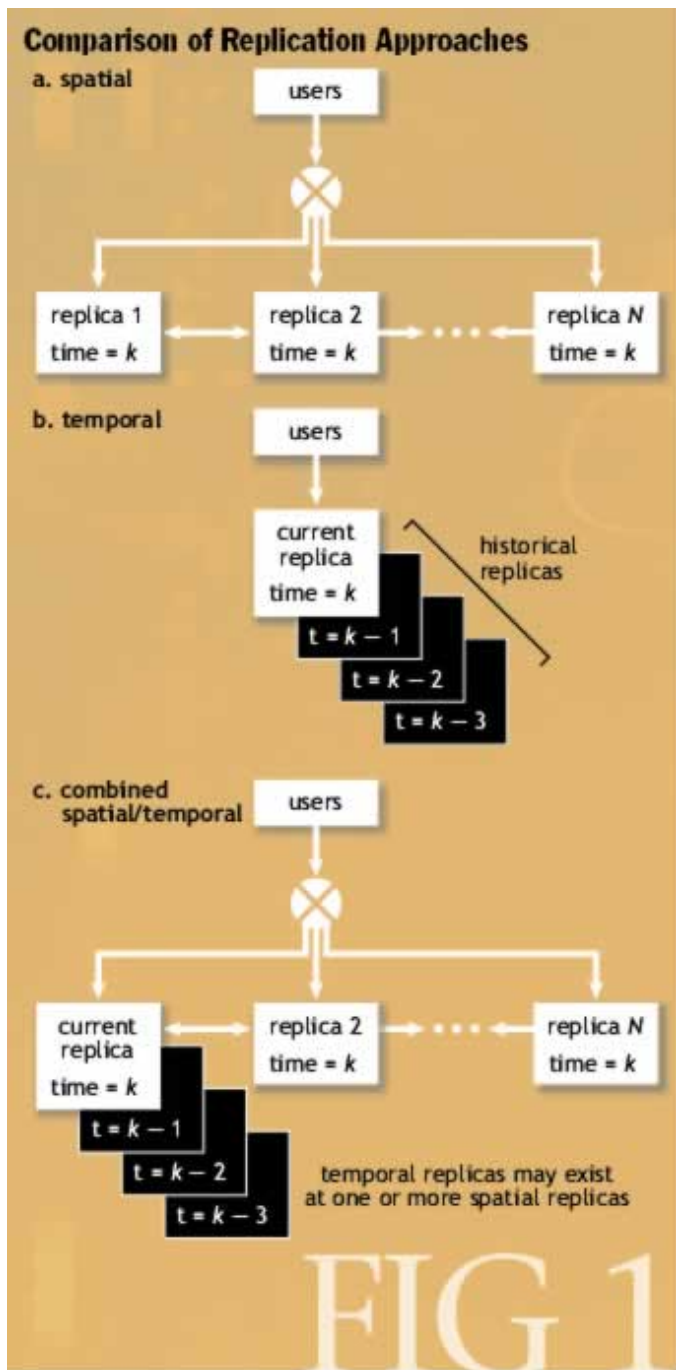 Comparison of Replication Approaches
a. spatial
users
replica 1
time = k
replica 2
time = k
replica N
time = k
b. temporal
users
current
replica
time = k
t = k – 1
t = k – 2
t = k – 3
historical
replicas
c. combined
spatial/temporal
users
current
replica
time = k
t = k – 1
t = k – 2
t = k – 3
replica 2
time = k
replica N
time = k
temporal replicas may exist
at one or more spatial replicas
FIG 1